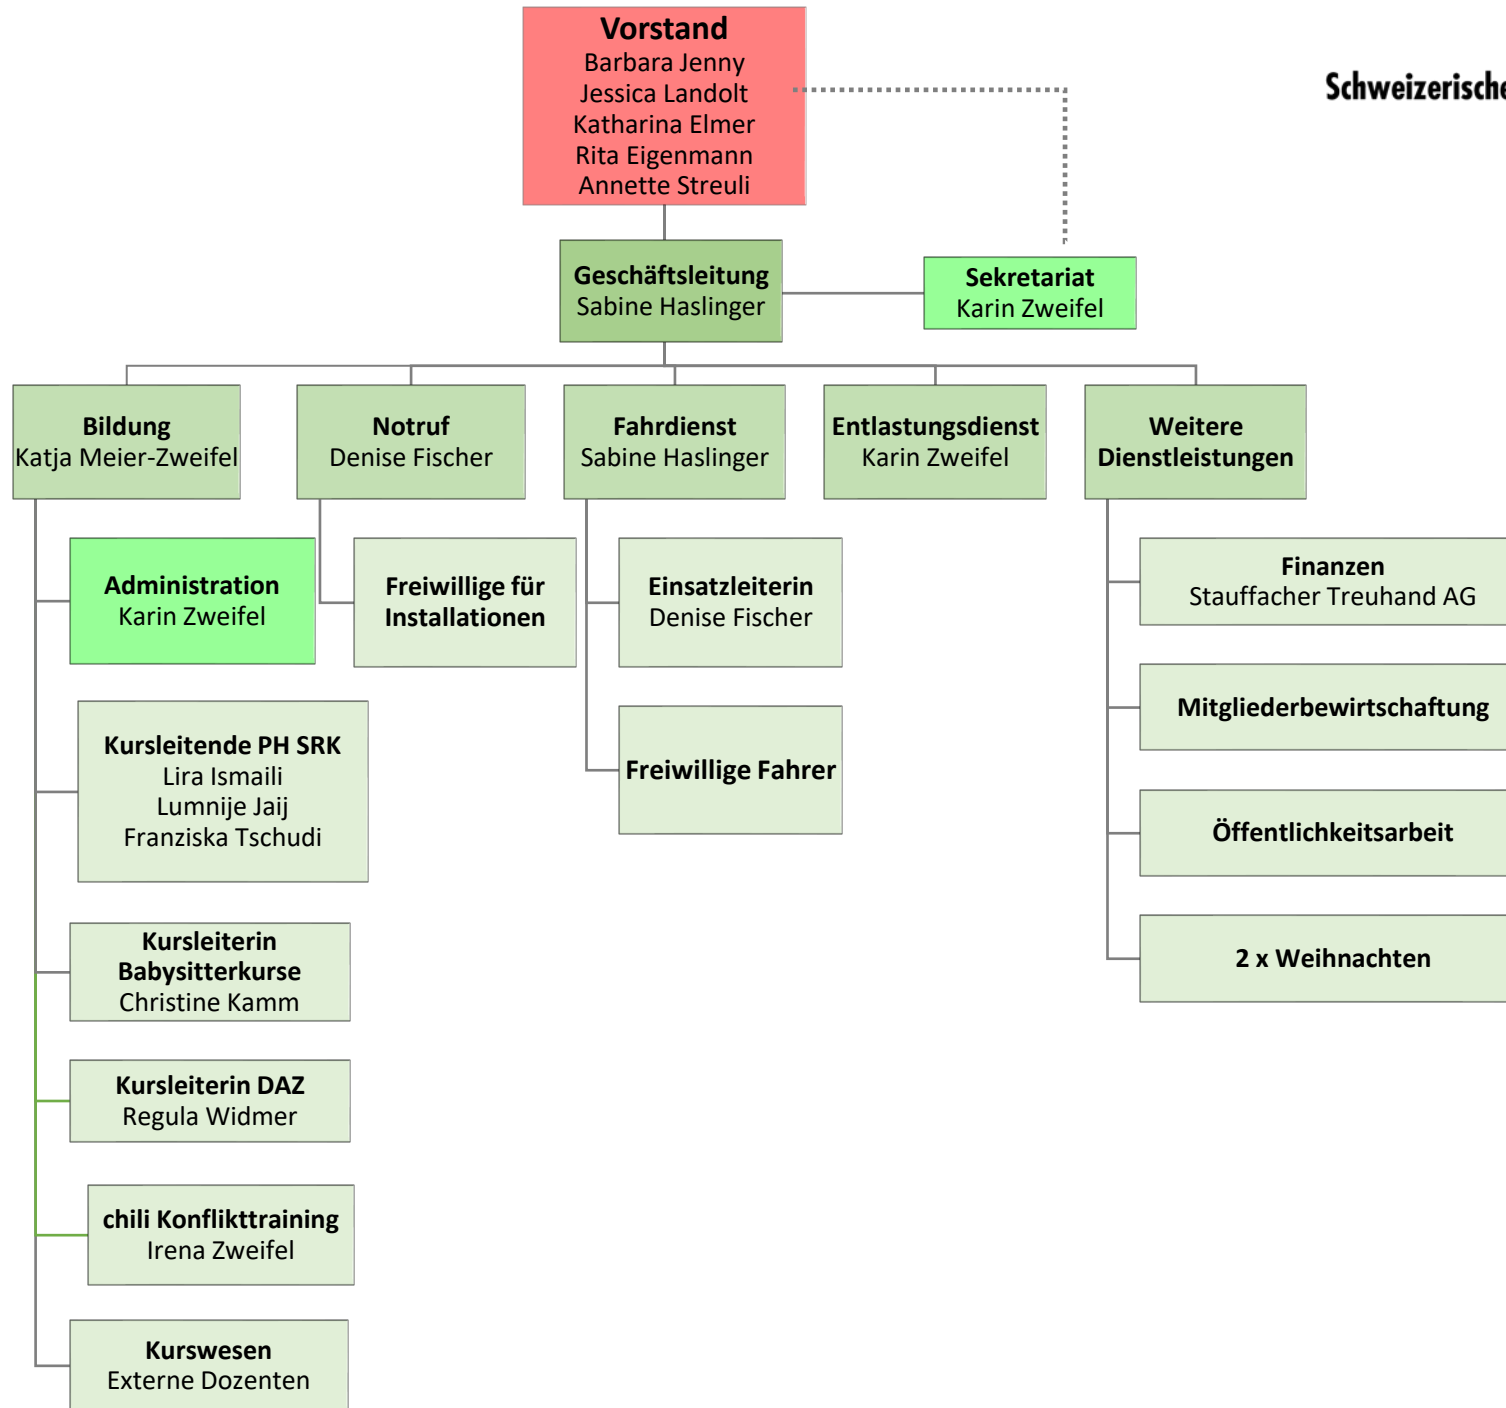 Vorstand
Barbara Jenny
Jessica Landolt
Katharina Elmer
Rita Eigenmann
Annette Streuli
Schweizerische
Geschäftsleitung
Sabine Haslinger
Sekretariat
Karin Zweifel
Bildung
Katja Meier-Zweifel
Notruf
Denise Fischer
Fahrdienst
Sabine Haslinger
Entlastungsdienst
Karin Zweifel
Weitere
Dienstleistungen
Administration
Karin Zweifel
Freiwillige für
Installationen
Einsatzleiterin
Denise Fischer
Finanzen
Stauffacher Treuhand AG
Kursleitende PH SRK
Lira Ismaili
Lumnije Jaij
Franziska Tschudi
Freiwillige Fahrer
Mitgliederbewirtschaftung
Öffentlichkeitsarbeit
Kursleiterin
Babysitterkurse
Christine Kamm
2 x Weihnachten
Kursleiterin DAZ
Regula Widmer
chili Konflikttraining
Irena Zweifel
Kurswesen
Externe Dozenten